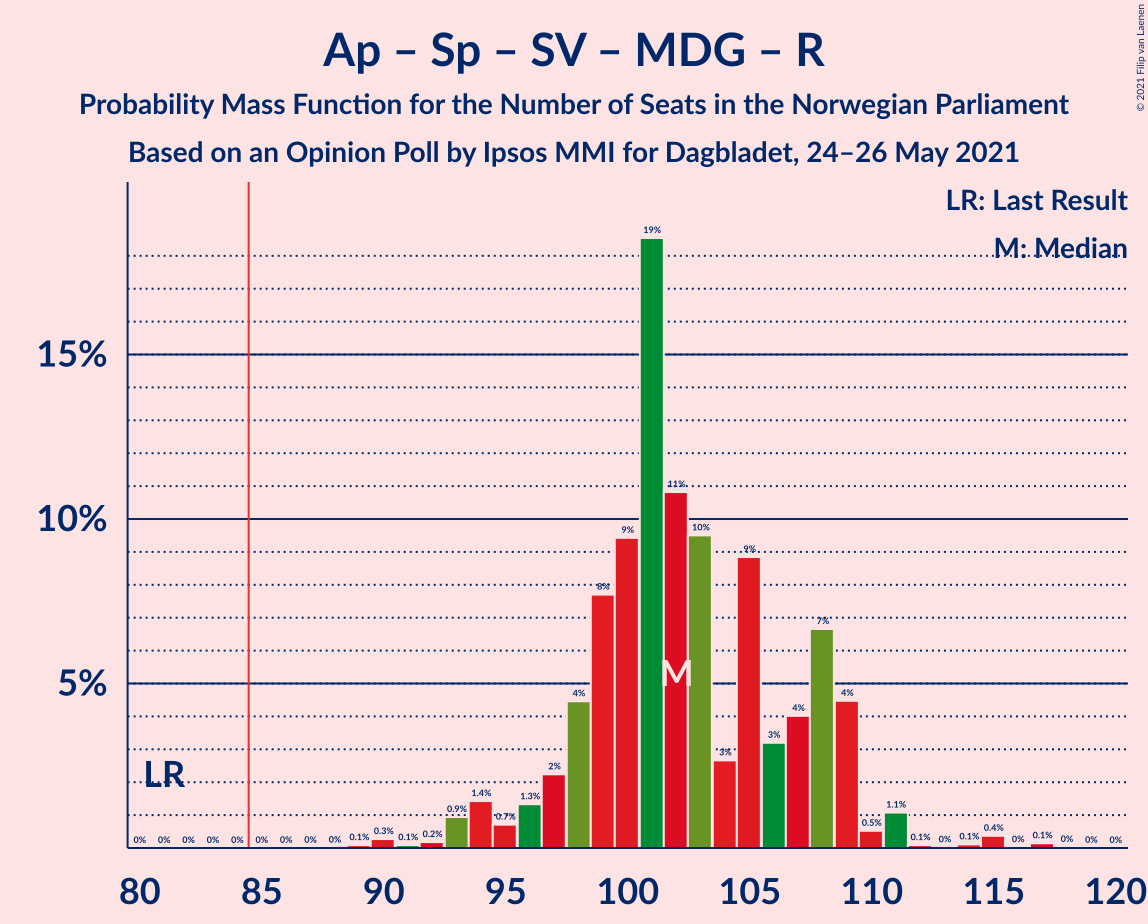 Ap – Sp – SV – MDG – R
Probability Mass Function for the Number of Seats in the Norwegian Parliament
Based on an Opinion Poll by Ipsos MMI for Dagbladet, 24–26 May 2021
© 2021 Filip van Laenen
LR: Last Result
M: Median
15%
10%
5%
LR
M
0% 0% 0% 0% 0% 0% 0% 0% 0% 0.1% 0.3% 0.1% 0.2% 0.9% 1.4% 0.7% 1.3% 2% 4% 8% 9% 19% 11% 10% 3% 9% 3% 4% 7% 4% 0.5% 1.1% 0.1% 0% 0.1% 0.4% 0% 0.1% 0% 0% 0%
80 85 90 95 100 105 110 115 120